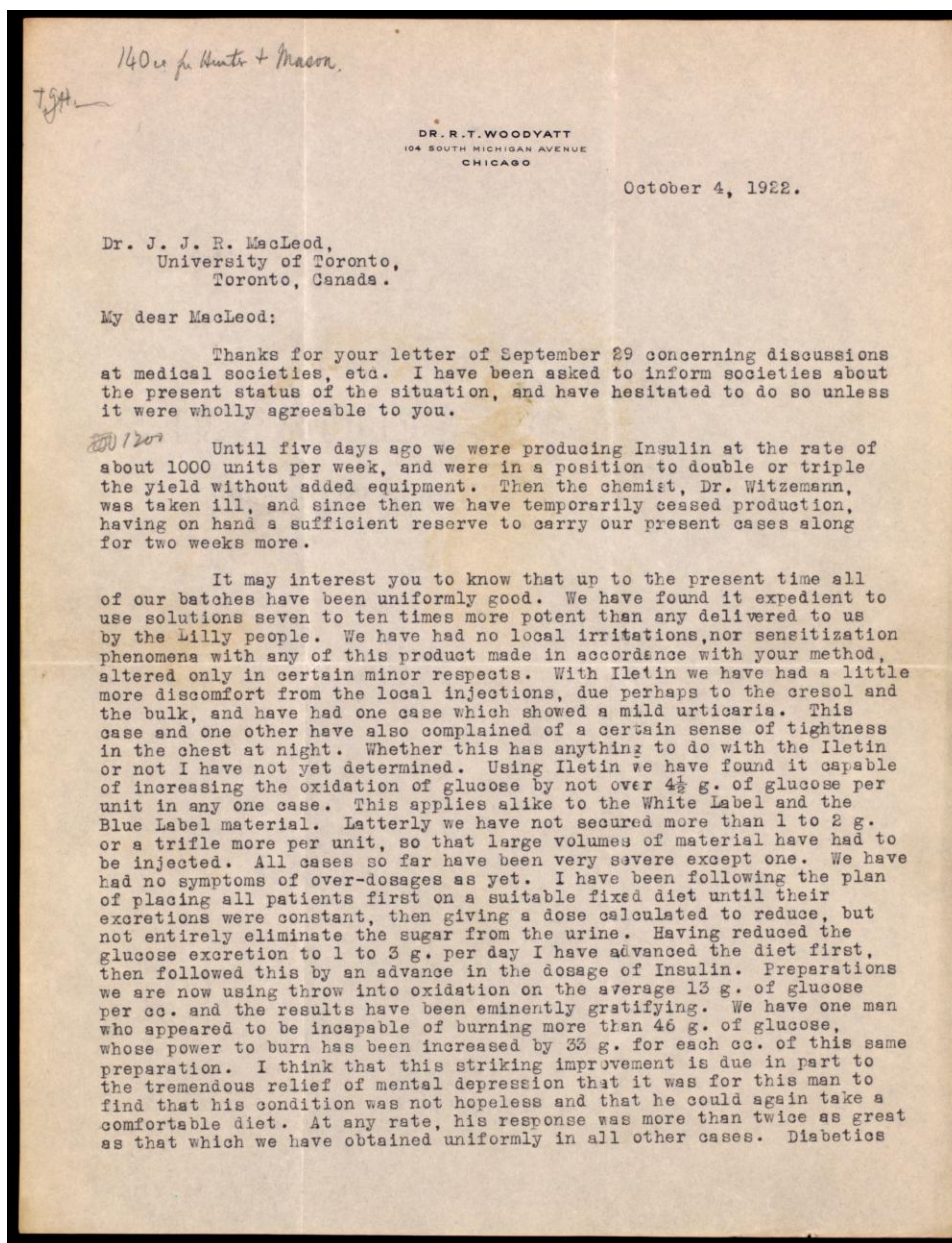 140 cc for Hunter + Mason.
DR. R. T. WOODYATT
104 SOUTH MICHIGAN AVENUE
CHICAGO
October 4, 1922.
Dr. J. J. R. MacLeod,
University of Toronto,
Toronto, Canada.
My dear MacLeod:
Thanks for your letter of September 29 concerning discussions
at medical societies, etc. I have been asked to inform societies about
the present status of the situation, and have hesitated to do so unless
it were wholly agreeable to you.
1200
Until five days ago we were producing Insulin at the rate of
about 1000 units per week, and were in a position to double or triple
the yield without added equipment. Then the chemist, Dr. Witzemann,
was taken ill, and since then we have temporarily ceased production,
having on hand a sufficient reserve to carry our present cases along
for two weeks more.
It may interest you to know that up to the present time all
of our batches have been uniformly good. We have found it expedient to
use solutions seven to ten times more potent than any delivered to us
by the Lilly people. We have had no local irritations,nor sensitization
phenomena with any of this product made in accordance with your method,
altered only in certain minor respects. With Iletin we have had a little
more discomfort from the local injections, due perhaps to the cresol and
the bulk, and have had one case which showed a mild urticaria. This
case and one other have also complained of a certain sense of tightness
in the chest at night. Whether this has anything to do with the Iletin
or not I have not yet determined. Using Iletin we have found it capable
of increasing the oxidation of glucose by not over 4½ g. of glucose per
unit in any one case. This applies alike to the White Label and the
Blue Label material. Latterly we have not secured more than 1 to 2 g.
or a trifle more per unit, so that large volumes of material have had to
be injected. All cases so far have been very severe except one. We have
had no symptoms of over-dosages as yet. I have been following the plan
of placing all patients first on a suitable fixed diet until their
excretions were constant, then giving a dose calculated to reduce, but
not entirely eliminate the sugar from the urine. Having reduced the
glucose excretion to 1 to 3 g. per day I have advanced the diet first,
then followed this by an advance in the dosage of Insulin. Preparations
we are now using throw into oxidation on the average 13 g. of glucose
per cc. and the results have been eminently gratifying. We have one man
who appeared to be incapable of burning more than 46 g. of glucose,
whose power to burn has been increased by 33 g. for each cc. of this same
preparation. I think that this striking improvement is due in part to
the tremendous relief of mental depression that it was for this man to
find that his condition was not hopeless and that he could again take a
comfortable diet. At any rate, his response was more than twice as great
as that which we have obtained uniformly in all other cases. Diabetics